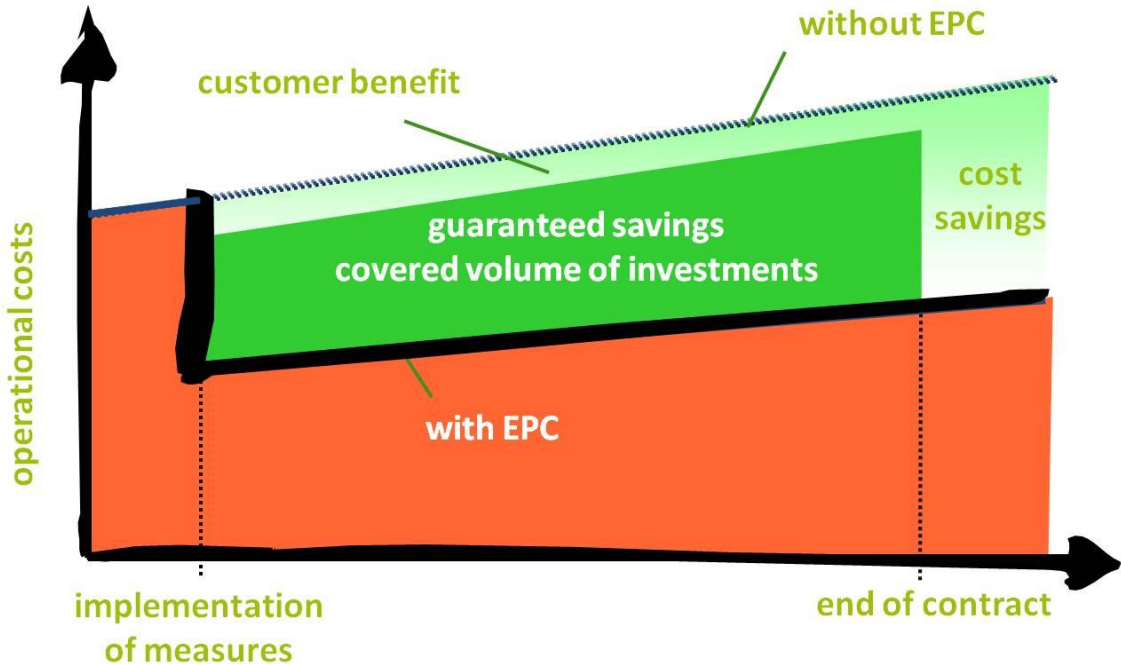 without EPC
customer benefit
cost
savings
guaranteed savings
covered volume of investments
operational costs
with EPC
implementation
of measures
end of contract